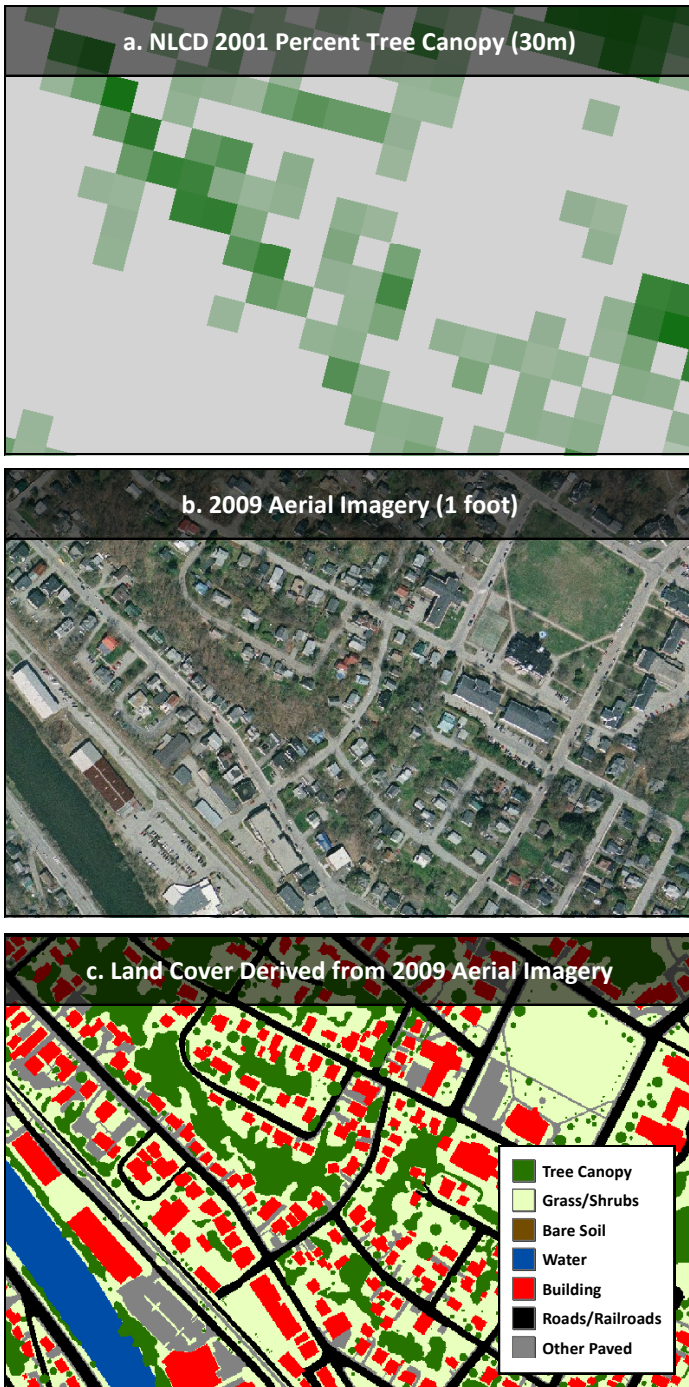 a. NLCD 2001 Percent Tree Canopy (30m)
b. 2009 Aerial Imagery (1 foot)
c. Land Cover Derived from 2009 Aerial Imagery
Tree Canopy
Grass/Shrubs
Bare Soil
Water
Building
Roads/Railroads
Other Paved